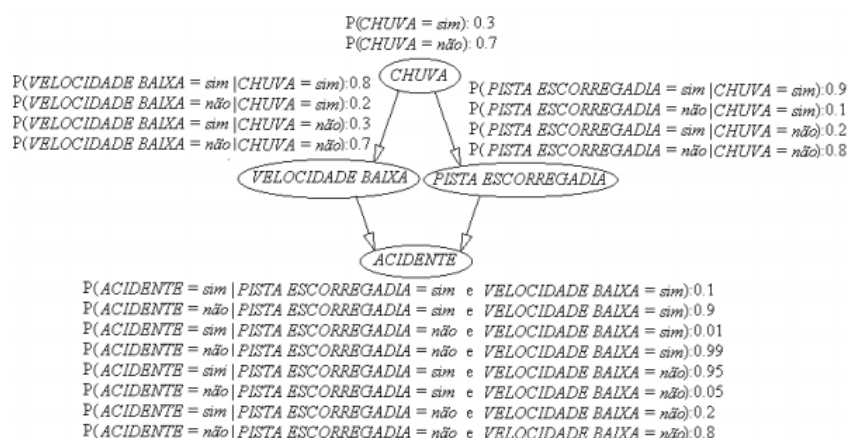 P(CHUVA = sim): 0.3
P(CHUVA = não): 0.7
CHUVA
P(VELOCIDADE BAIXA = sim|CHUVA = sim):0.8
P(VELOCIDADE BAIXA = não|CHUVA = sim):0.2
P(VELOCIDADE BAIXA = sim|CHUVA = não):0.3
P(VELOCIDADE BAIXA = não|CHUVA = não):0.7
P( PISTA ESCORREGADIA = sim|CHUVA = sim):0.9
P( PISTA ESCORREGADIA = não|CHUVA = sim):0.1
P( PISTA ESCORREGADIA = sim|CHUVA = não):0.2
P( PISTA ESCORREGADIA = não|CHUVA = não):0.8
VELOCIDADE BAIXA
PISTA ESCORREGADIA
ACIDENTE
P(ACIDENTE = sim|PISTA ESCORREGADIA = sim e VELOCIDADE BAIXA = sim):0.1
P(ACIDENTE = não|PISTA ESCORREGADIA = sim e VELOCIDADE BAIXA = sim):0.9
P(ACIDENTE = sim|PISTA ESCORREGADIA = não e VELOCIDADE BAIXA = sim):0.01
P(ACIDENTE = não|PISTA ESCORREGADIA = não e VELOCIDADE BAIXA = sim):0.99
P(ACIDENTE = sim|PISTA ESCORREGADIA = sim e VELOCIDADE BAIXA = não):0.95
P(ACIDENTE = não|PISTA ESCORREGADIA = sim e VELOCIDADE BAIXA = não):0.05
P(ACIDENTE = sim|PISTA ESCORREGADIA = não e VELOCIDADE BAIXA = não):0.2
P(ACIDENTE = não|PISTA ESCORREGADIA = não e VELOCIDADE BAIXA = não):0.8